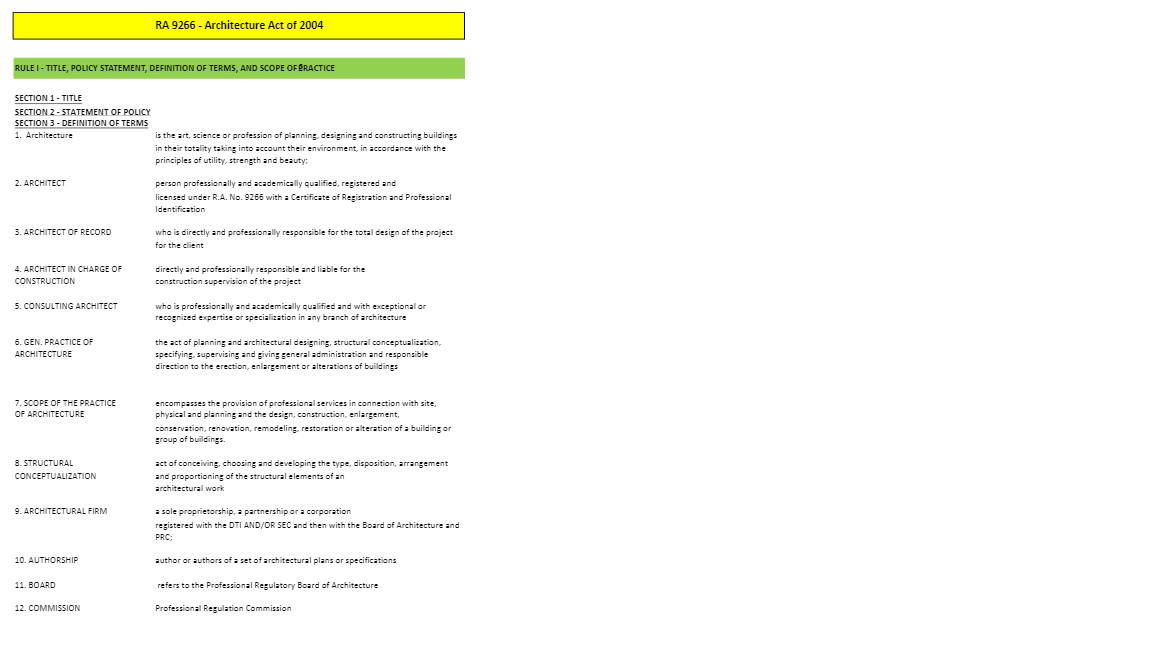 RA 9266 - Architecture Act of 2004
RULE I - TITLE, POLICY STATEMENT, DEFINITION OF TERMS, AND SCOPE OF PRACTICE
SECTION 1 - TITLE
SECTION 2 - STATEMENT OF POLICY
SECTION 3 - DEFINITION OF TERMS
1. Architecture is the art, science or profession of planning, designing and constructing buildings
in their totality taking into account their environment, in accordance with the
principles of utility, strength and beauty;
2. ARCHITECT person professionally and academically qualified, registered and
licensed under R.A. No. 9266 with a Certificate of Registration and Professional
Identification
3. ARCHITECT OF RECORD who is directly and professionally responsible for the total design of the project
for the client
4. ARCHITECT IN CHARGE OF directly and professionally responsible and liable for the
CONSTRUCTION construction supervision of the project
5. CONSULTING ARCHITECT who is professionally and academically qualified and with exceptional or
recognized expertise or specialization in any branch of architecture
6. GEN. PRACTICE OF the act of planning and architectural designing, structural conceptualization,
ARCHITECTURE specifying, supervising and giving general administration and responsible
direction to the erection, enlargement or alterations of buildings
7. SCOPE OF THE PRACTICE encompasses the provision of professional services in connection with site,
OF ARCHITECTURE physical and planning and the design, construction, enlargement,
conservation, renovation, remodeling, restoration or alteration of a building or
group of buildings.
8. STRUCTURAL act of conceiving, choosing and developing the type, disposition, arrangement
CONCEPTUALIZATION and proportioning of the structural elements of an
architectural work
9. ARCHITECTURAL FIRM a sole proprietorship, a partnership or a corporation
registered with the DTI AND/OR SEC and then with the Board of Architecture and
PRC;
10. AUTHORSHIP author or authors of a set of architectural plans or specifications
11. BOARD refers to the Professional Regulatory Board of Architecture
12. COMMISSION Professional Regulation Commission